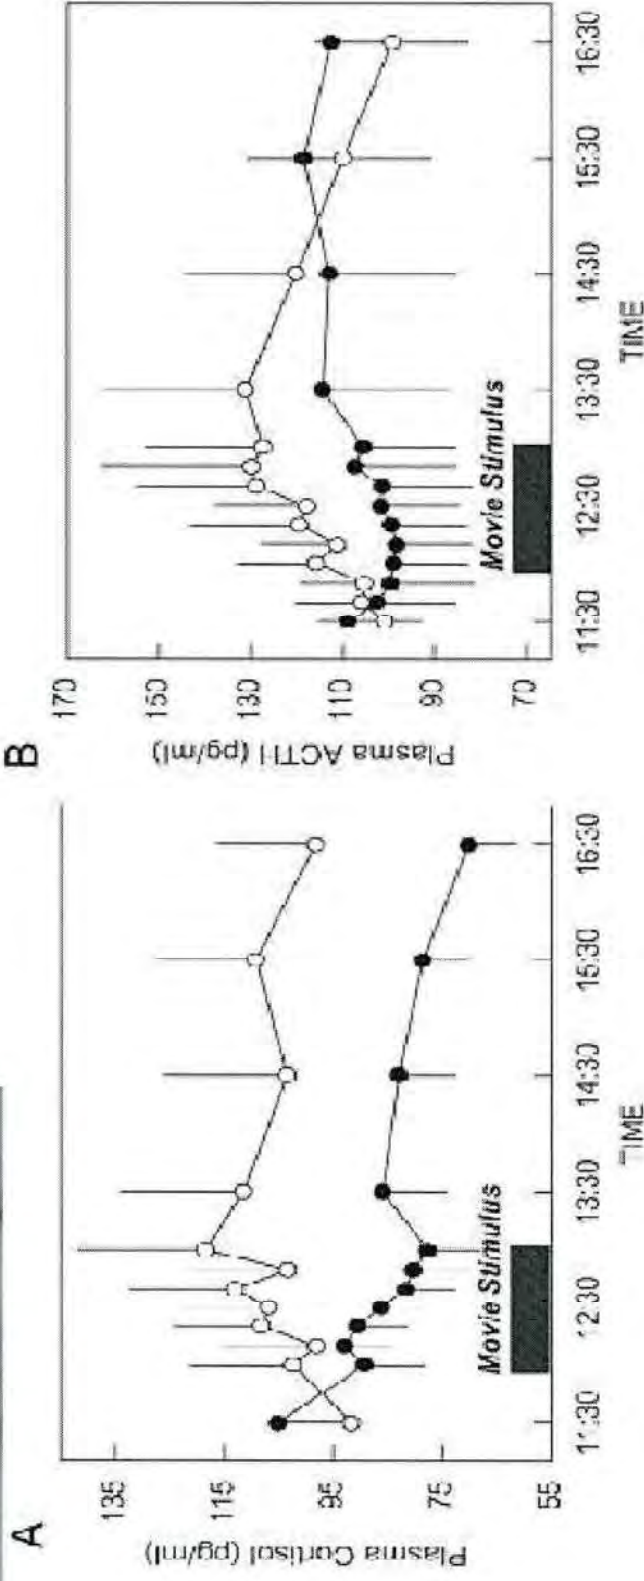 A
Plasma Cortisol (pg/ml)
135
115
95
75
55
Movie Stimulus
11:30
12:30
13:30
14:30
15:30
16:30
TIME
B
Plasma ACTH (pg/ml)
170
150
130
110
90
70
Movie Stimulus
11:30
12:30
13:30
14:30
15:30
16:30
TIME